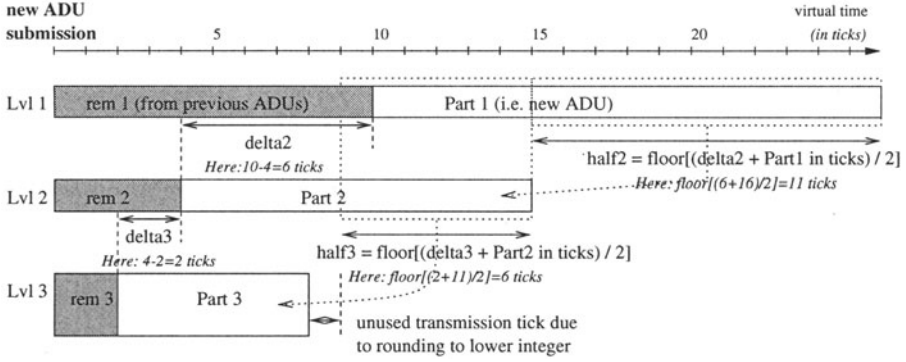 new ADU
submission
virtual time
(in ticks)
5
10
15
20
Lvl 1
rem 1 (from previous ADUs)
Part 1 (i.e. new ADU)
delta2
Here:10-4=6 ticks
half2 = floor[(delta2 + Part1 in ticks) / 2]
Here: floor[(6+16)/2]=11 ticks
Lvl 2
rem 2
Part 2
delta3
Here: 4-2=2 ticks
half3 = floor[(delta3 + Part2 in ticks) / 2]
Here: floor[(2+11)/2]=6 ticks
Lvl 3
rem 3
Part 3
unused transmission tick due
to rounding to lower integer